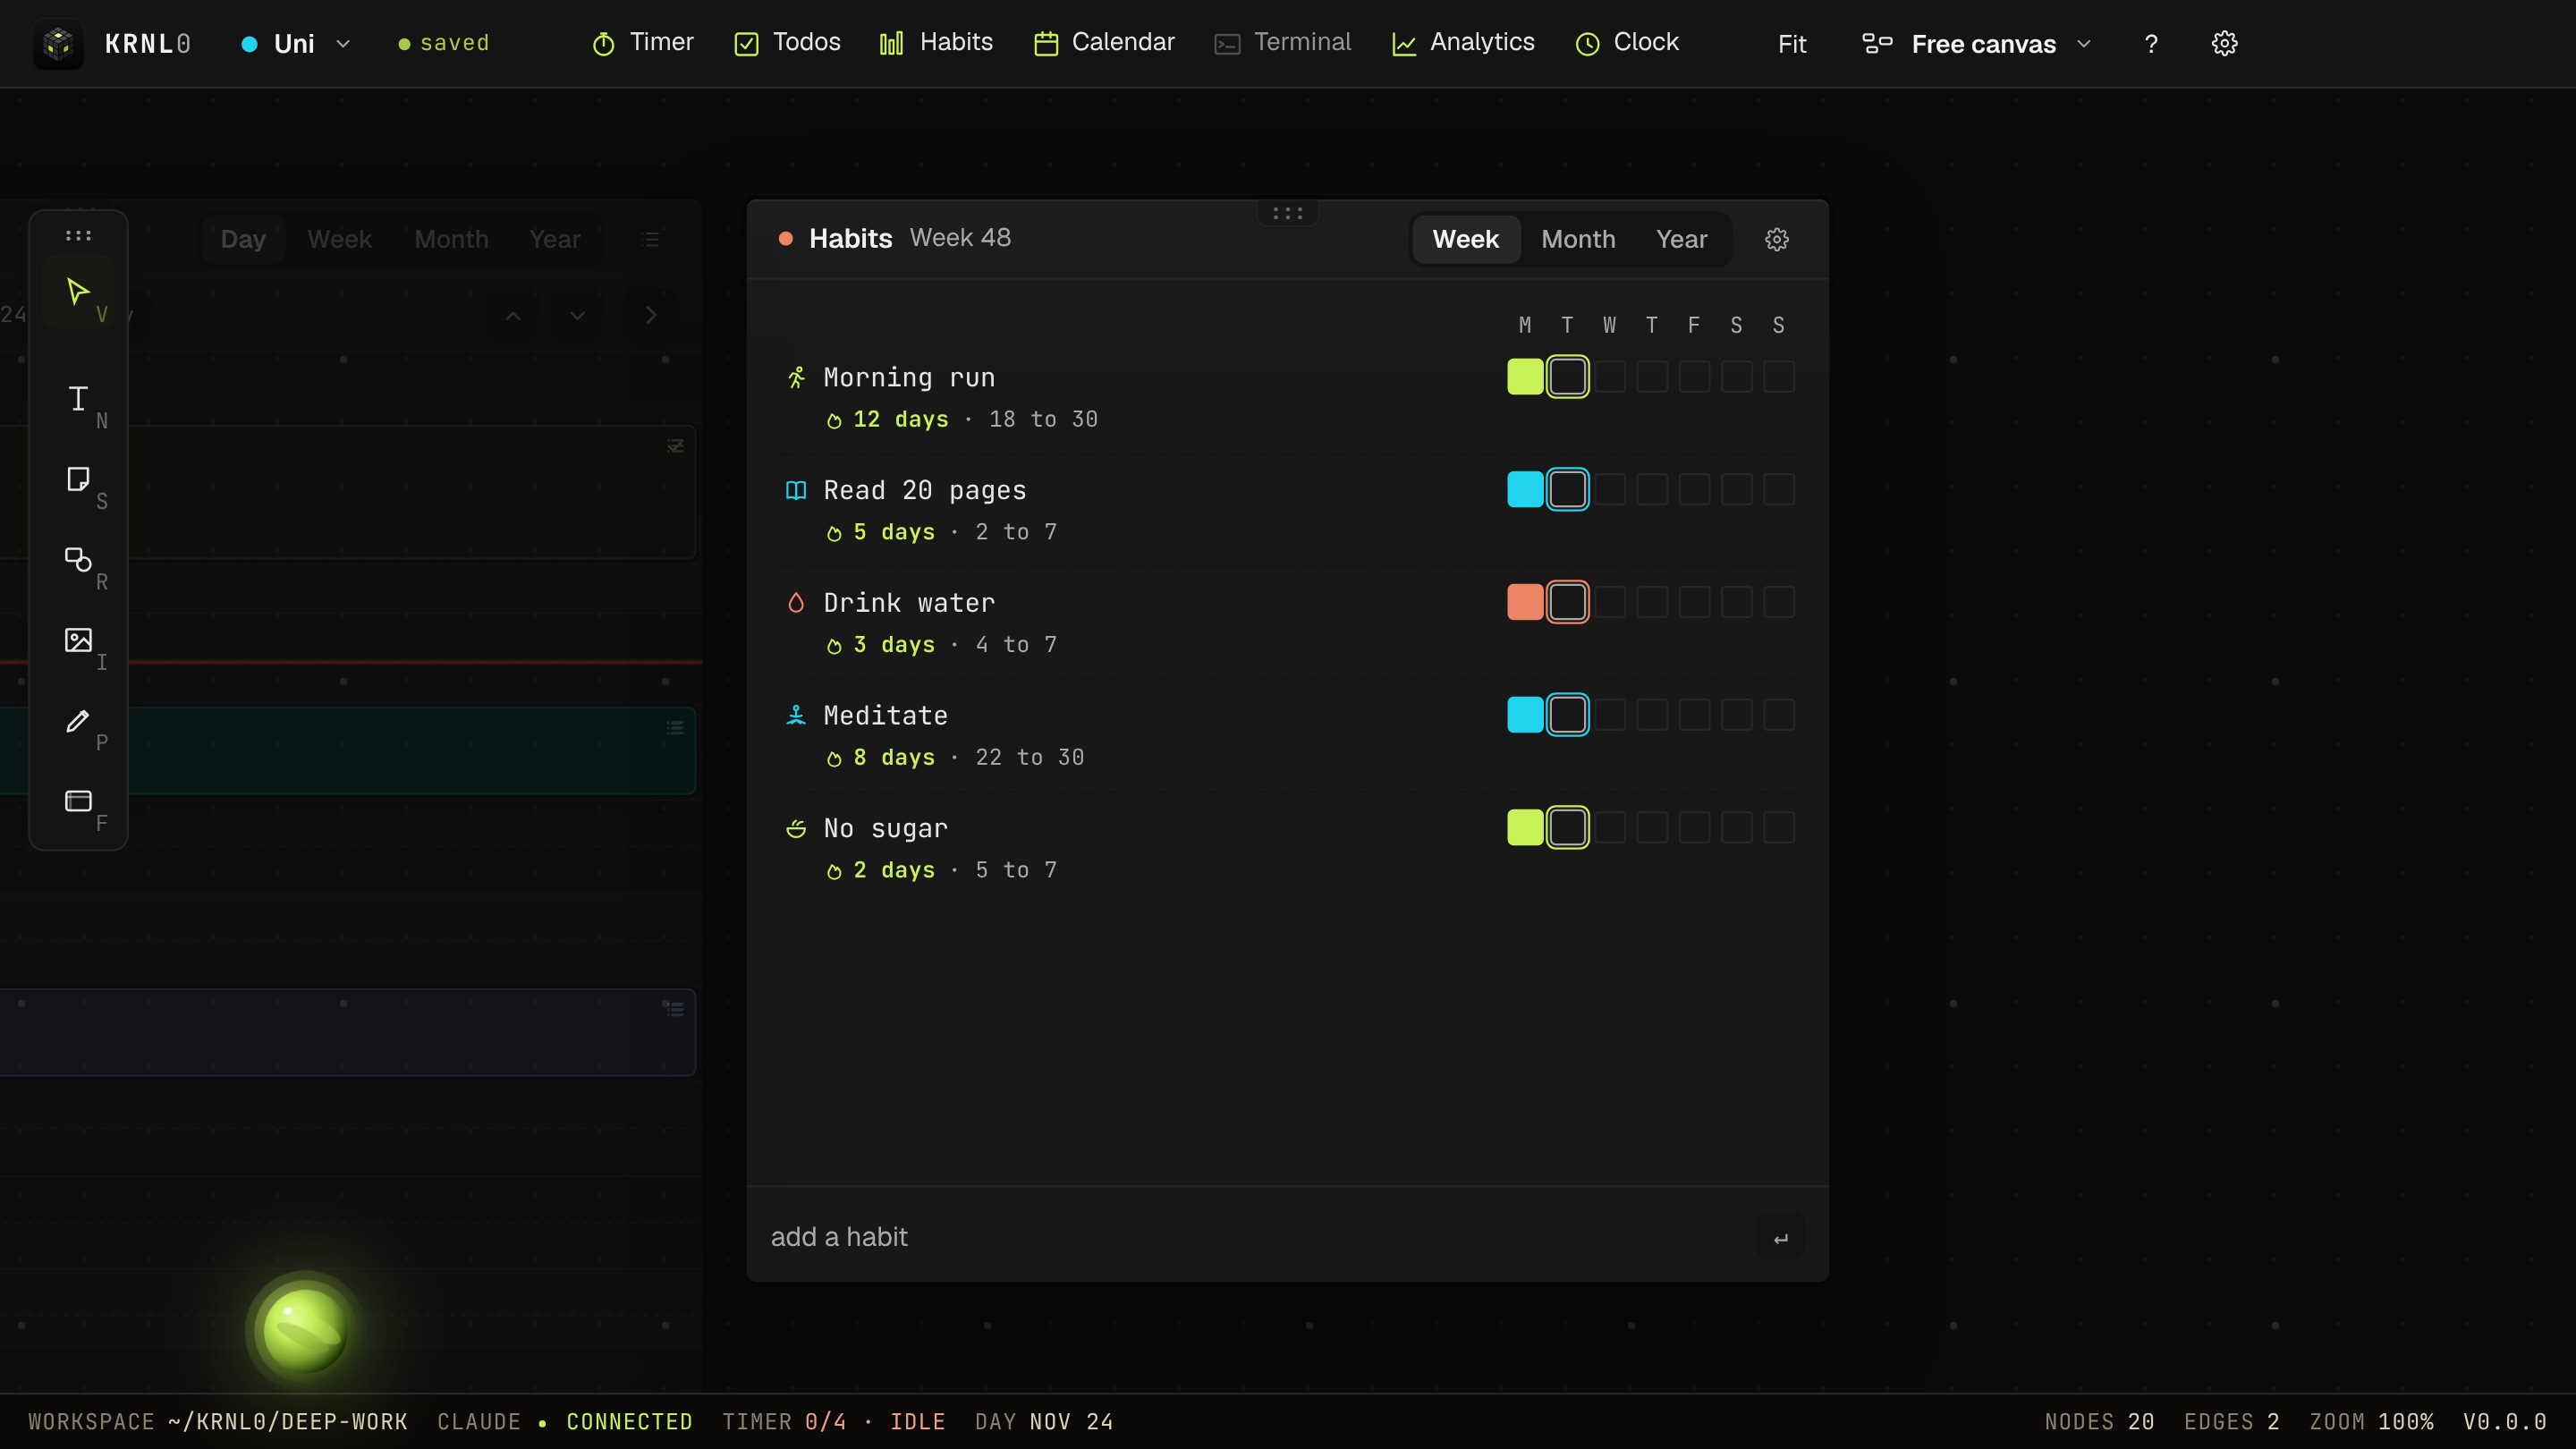 KRNL0 Uni saved Timer Todos Habits Calendar Terminal Analytics Clock Fit Free canvas ?
Day Week Month Year
24
V
N
S
R
I
P
F
Habits Week 48 Week Month Year
M T W T F S S
Morning run
12 days · 18 to 30
Read 20 pages
5 days · 2 to 7
Drink water
3 days · 4 to 7
Meditate
8 days · 22 to 30
No sugar
2 days · 5 to 7
add a habit
WORKSPACE ~/KRNL0/DEEP-WORK CLAUDE • CONNECTED TIMER 0/4 · IDLE DAY NOV 24 NODES 20 EDGES 2 ZOOM 100% V0.0.0